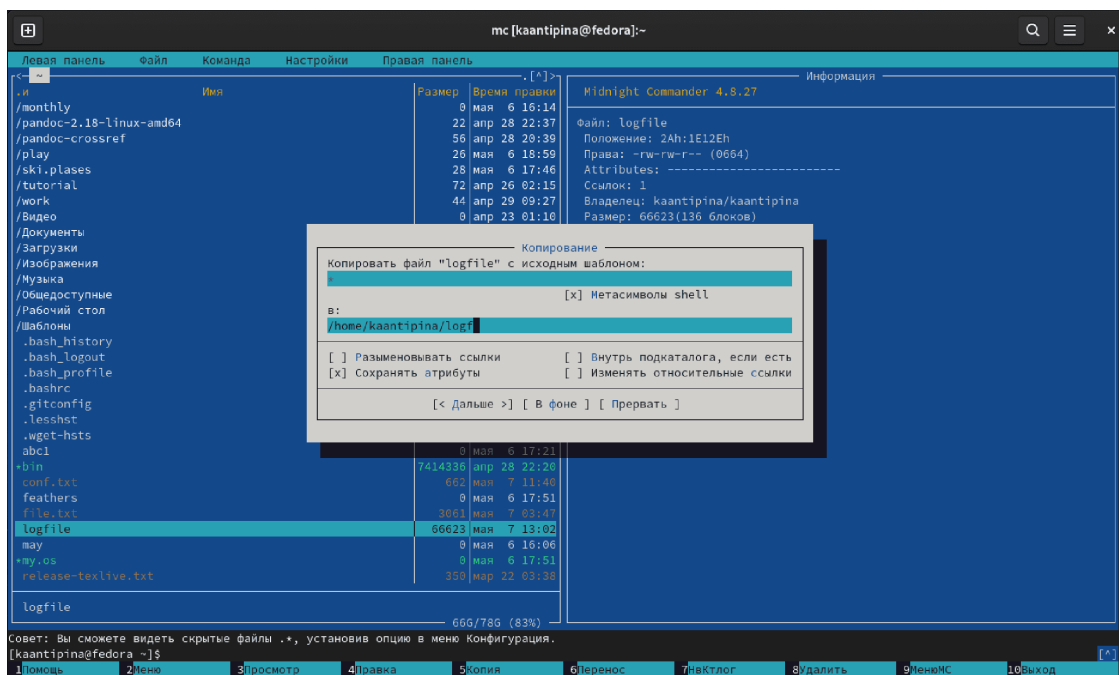 mc [kaantipina@fedora]:~
Левая панель Файл Команда Настройки Правая панель
<— ~ .[^]>
.и Имя Размер Время правки
/monthly 0 мая 6 16:14
/pandoc-2.18-linux-amd64 22 апр 28 22:37
/pandoc-crossref 56 апр 28 20:39
/play 26 мая 6 18:59
/ski.plases 28 мая 6 17:46
/tutorial 72 апр 26 02:15
/work 44 апр 29 09:27
/Видео 0 апр 23 01:10
/Документы
/Загрузки
/Изображения
/Музыка
/Общедоступные
/Рабочий стол
/Шаблоны
.bash_history
.bash_logout
.bash_profile
.bashrc
.gitconfig
.lesshst
.wget-hsts
abc1 0 мая 6 17:21
*bin 7414336 апр 28 22:20
conf.txt 662 мая 7 11:40
feathers 0 мая 6 17:51
file.txt 3061 мая 7 03:47
logfile 66623 мая 7 13:02
may 0 мая 6 16:06
*my.os 0 мая 6 17:51
release-texlive.txt 350 мар 22 03:38
logfile
66G/78G (83%)
Информация
Midnight Commander 4.8.27
Файл: logfile
Положение: 2Ah:1E12Eh
Права: -rw-rw-r-- (0664)
Attributes: -------------------------
Ссылок: 1
Владелец: kaantipina/kaantipina
Размер: 66623(136 блоков)
Копирование
Копировать файл "logfile" с исходным шаблоном:
*
[x] Метасимволы shell
в:
/home/kaantipina/logf
[ ] Разыменовывать ссылки [ ] Внутрь подкаталога, если есть
[x] Сохранять атрибуты [ ] Изменять относительные ссылки
[< Дальше >] [ В фоне ] [ Прервать ]
Совет: Вы сможете видеть скрытые файлы .*, установив опцию в меню Конфигурация.
[kaantipina@fedora ~]$ [^]
1Помощь 2Меню 3Просмотр 4Правка 5Копия 6Перенос 7НвКтлог 8Удалить 9МенюMC 10Выход